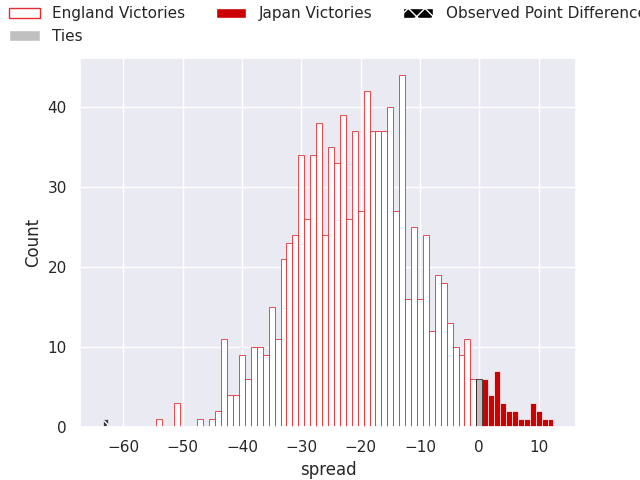 England Victories
Japan Victories
Observed Point Difference
Ties
40
30
20
10
0
−60
−50
−40
−30
−20
−10
0
10
Count
spread